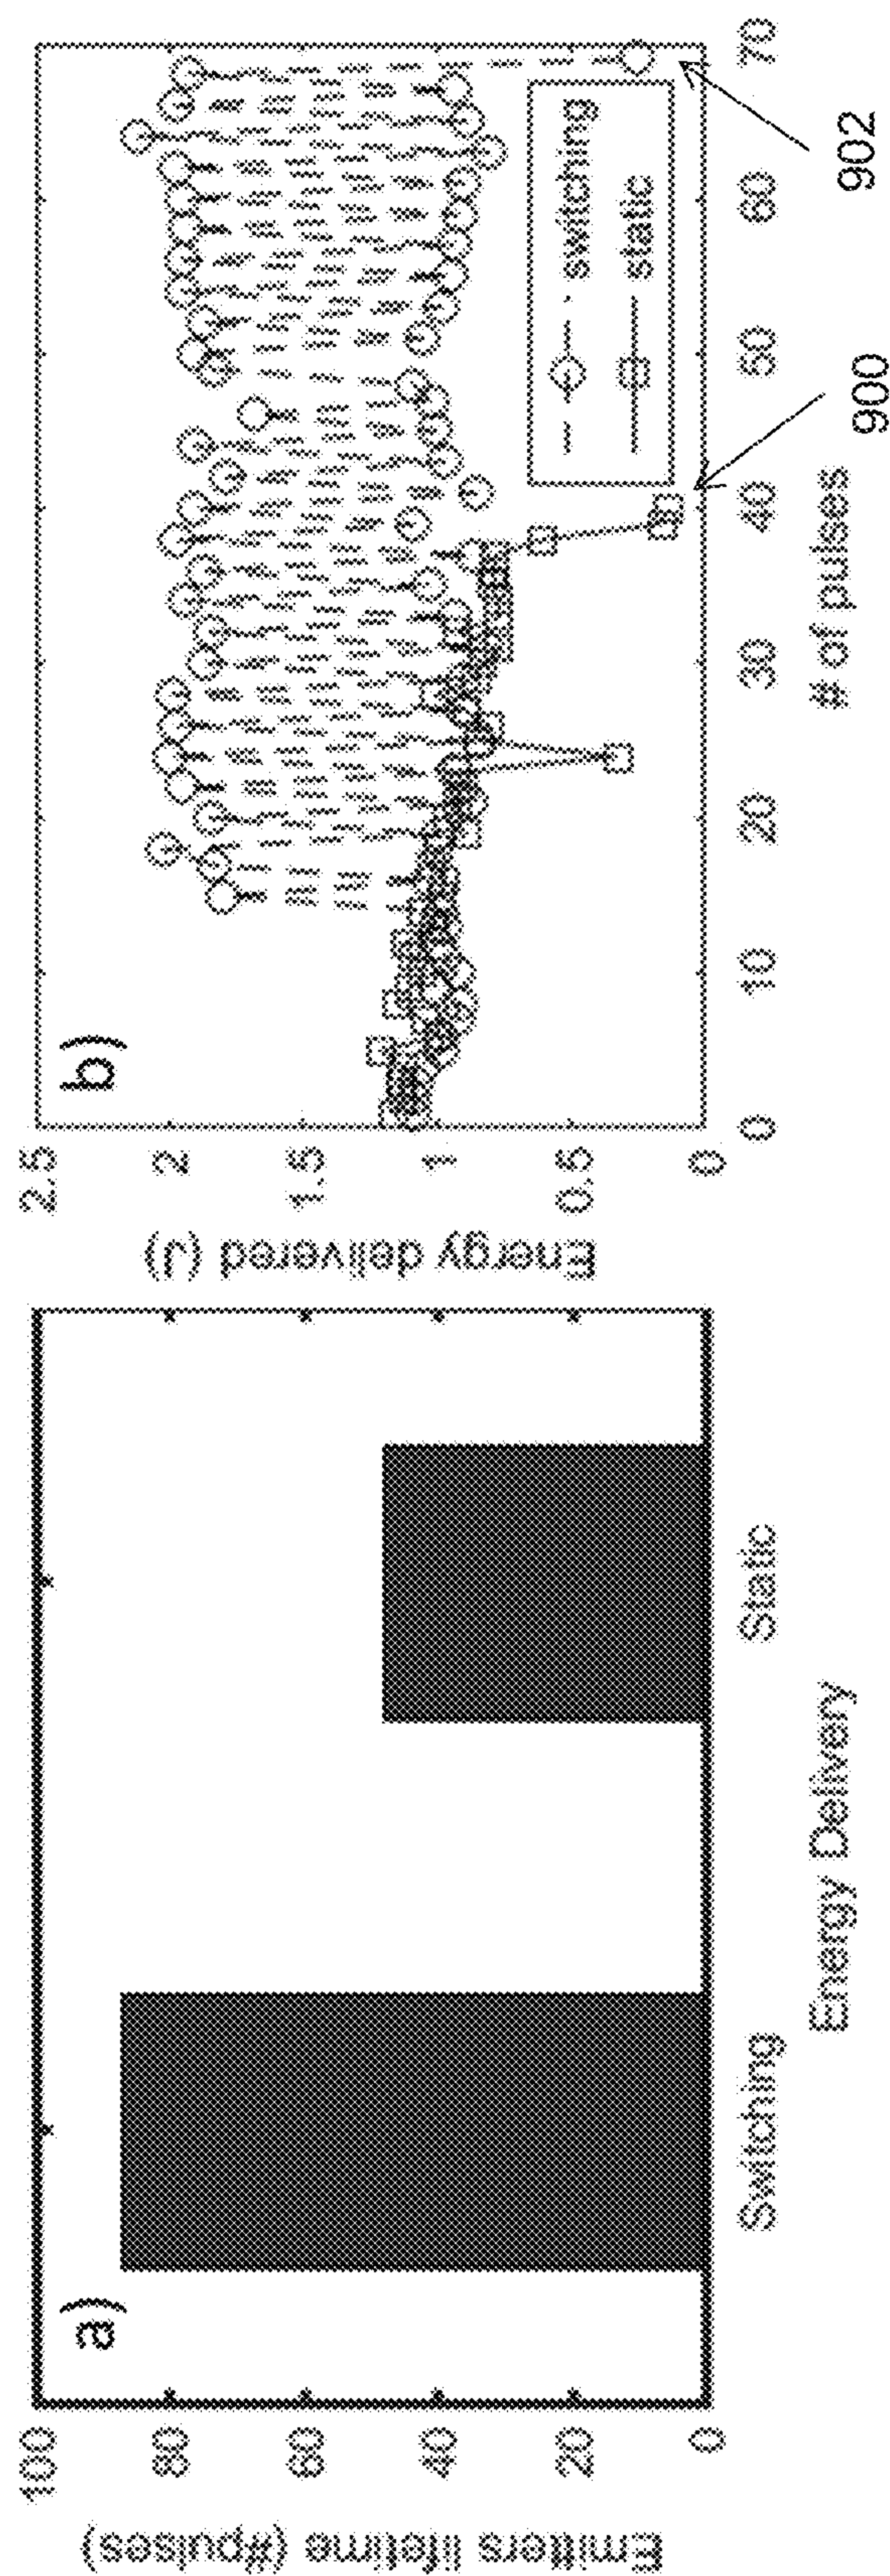 a)
Emitters lifetime (#pulses)
100
80
60
40
20
0
Switching
Static
Energy Delivery
b)
Energy delivered (J)
2.5
2
1.5
1
0.5
0
0
10
20
30
40
50
60
70
# of pulses
switching
static
900
902